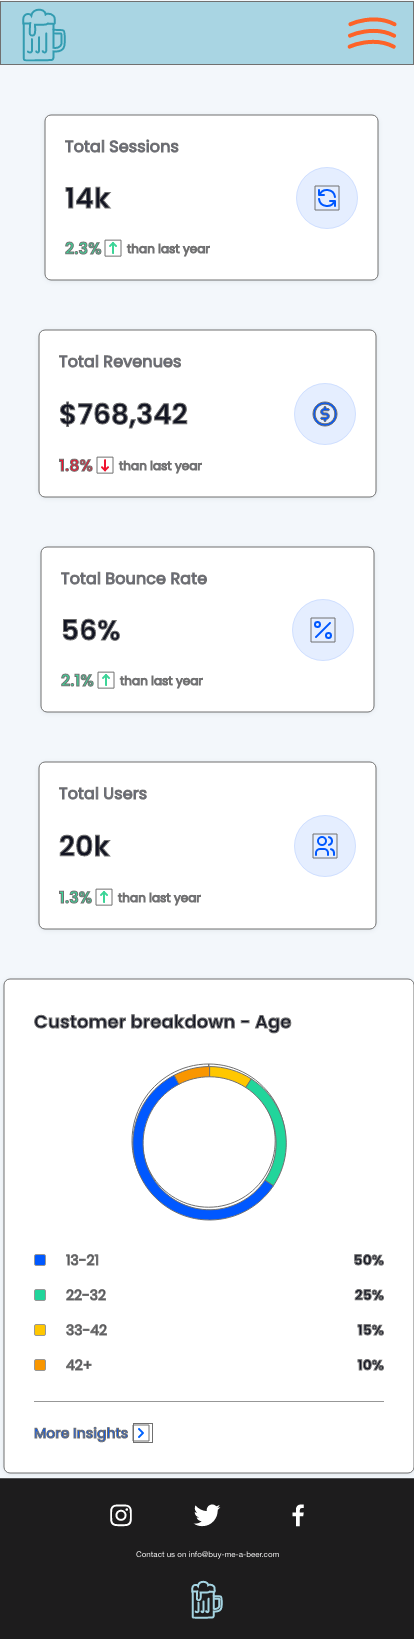 Total Sessions
14k
2.3% than last year
Total Revenues
$768,342
1.8% than last year
Total Bounce Rate
56%
2.1% than last year
Total Users
20k
1.3% than last year
Customer breakdown - Age
13-21 50%
22-32 25%
33-42 15%
42+ 10%
More Insights
Contact us on info@buy-me-a-beer.com